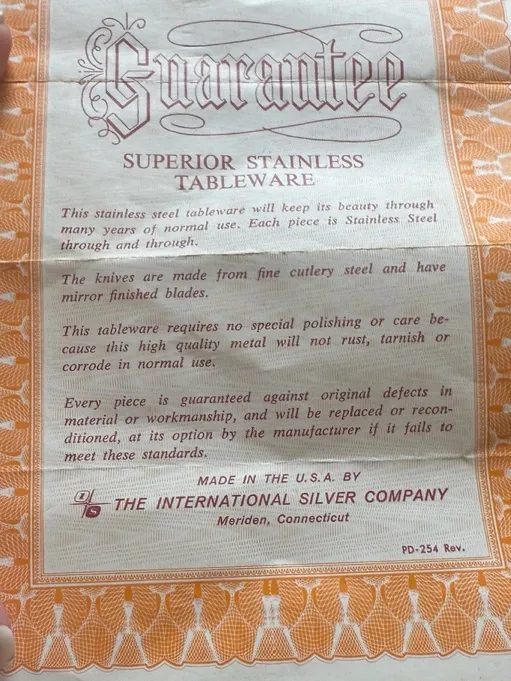 Guarantee
SUPERIOR STAINLESS
TABLEWARE
This stainless steel tableware will keep its beauty through
many years of normal use. Each piece is Stainless Steel
through and through.
The knives are made from fine cutlery steel and have
mirror finished blades.
This tableware requires no special polishing or care be-
cause this high quality metal will not rust, tarnish or
corrode in normal use.
Every piece is guaranteed against original defects in
material or workmanship, and will be replaced or recon-
ditioned, at its option by the manufacturer if it fails to
meet these standards.
MADE IN THE U.S.A. BY
I/S THE INTERNATIONAL SILVER COMPANY
Meriden, Connecticut
PD-254 Rev.